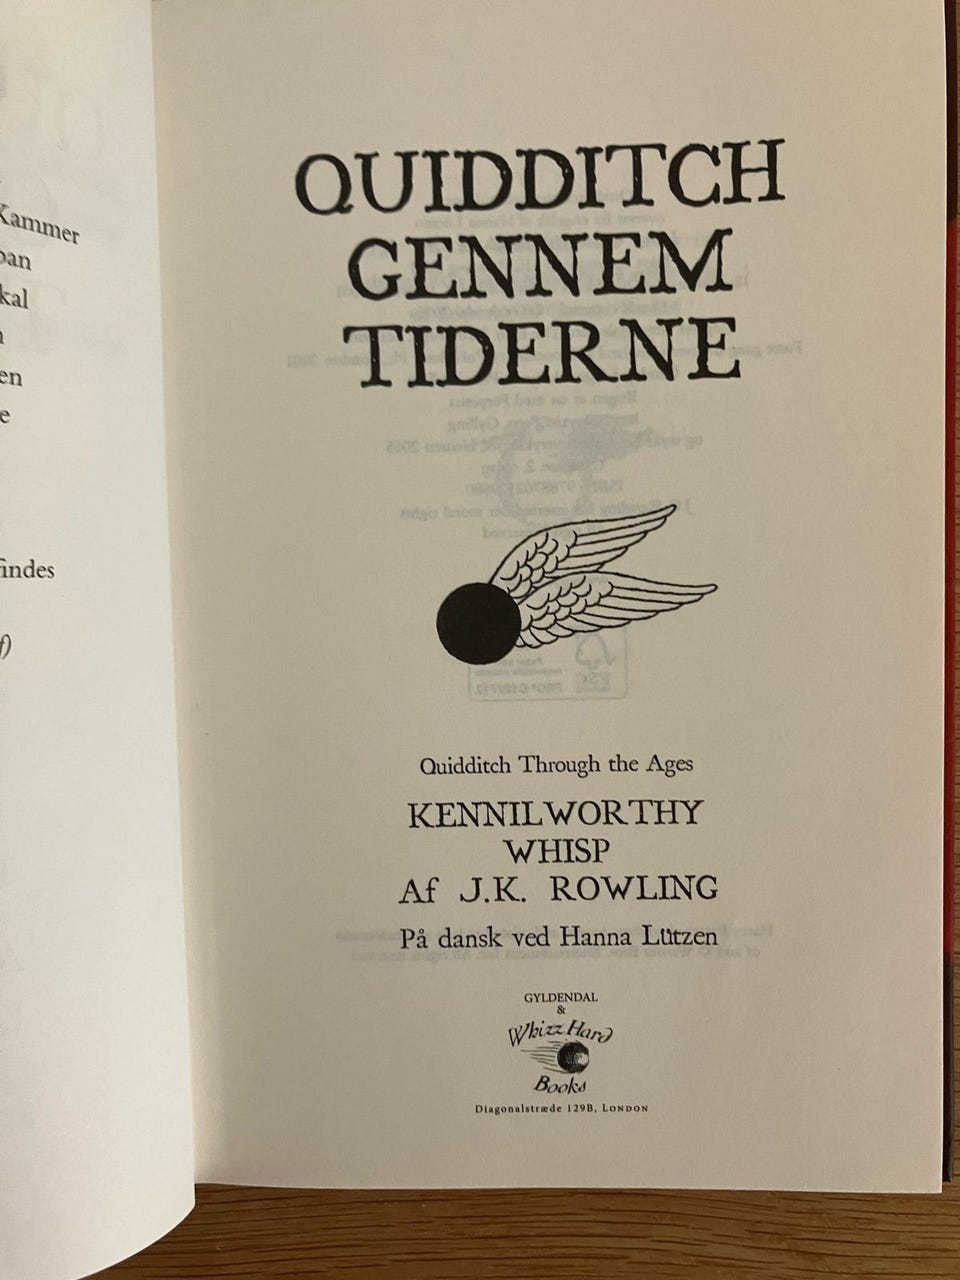 Kammer
kal
en
e
findes
QUIDDITCH
GENNEM
TIDERNE
Quidditch Through the Ages
KENNILWORTHY
WHISP
Af J.K. ROWLING
På dansk ved Hanna Lützen
GYLDENDAL
&
Whizz Hard
Books
Diagonalstræde 129B, LONDON